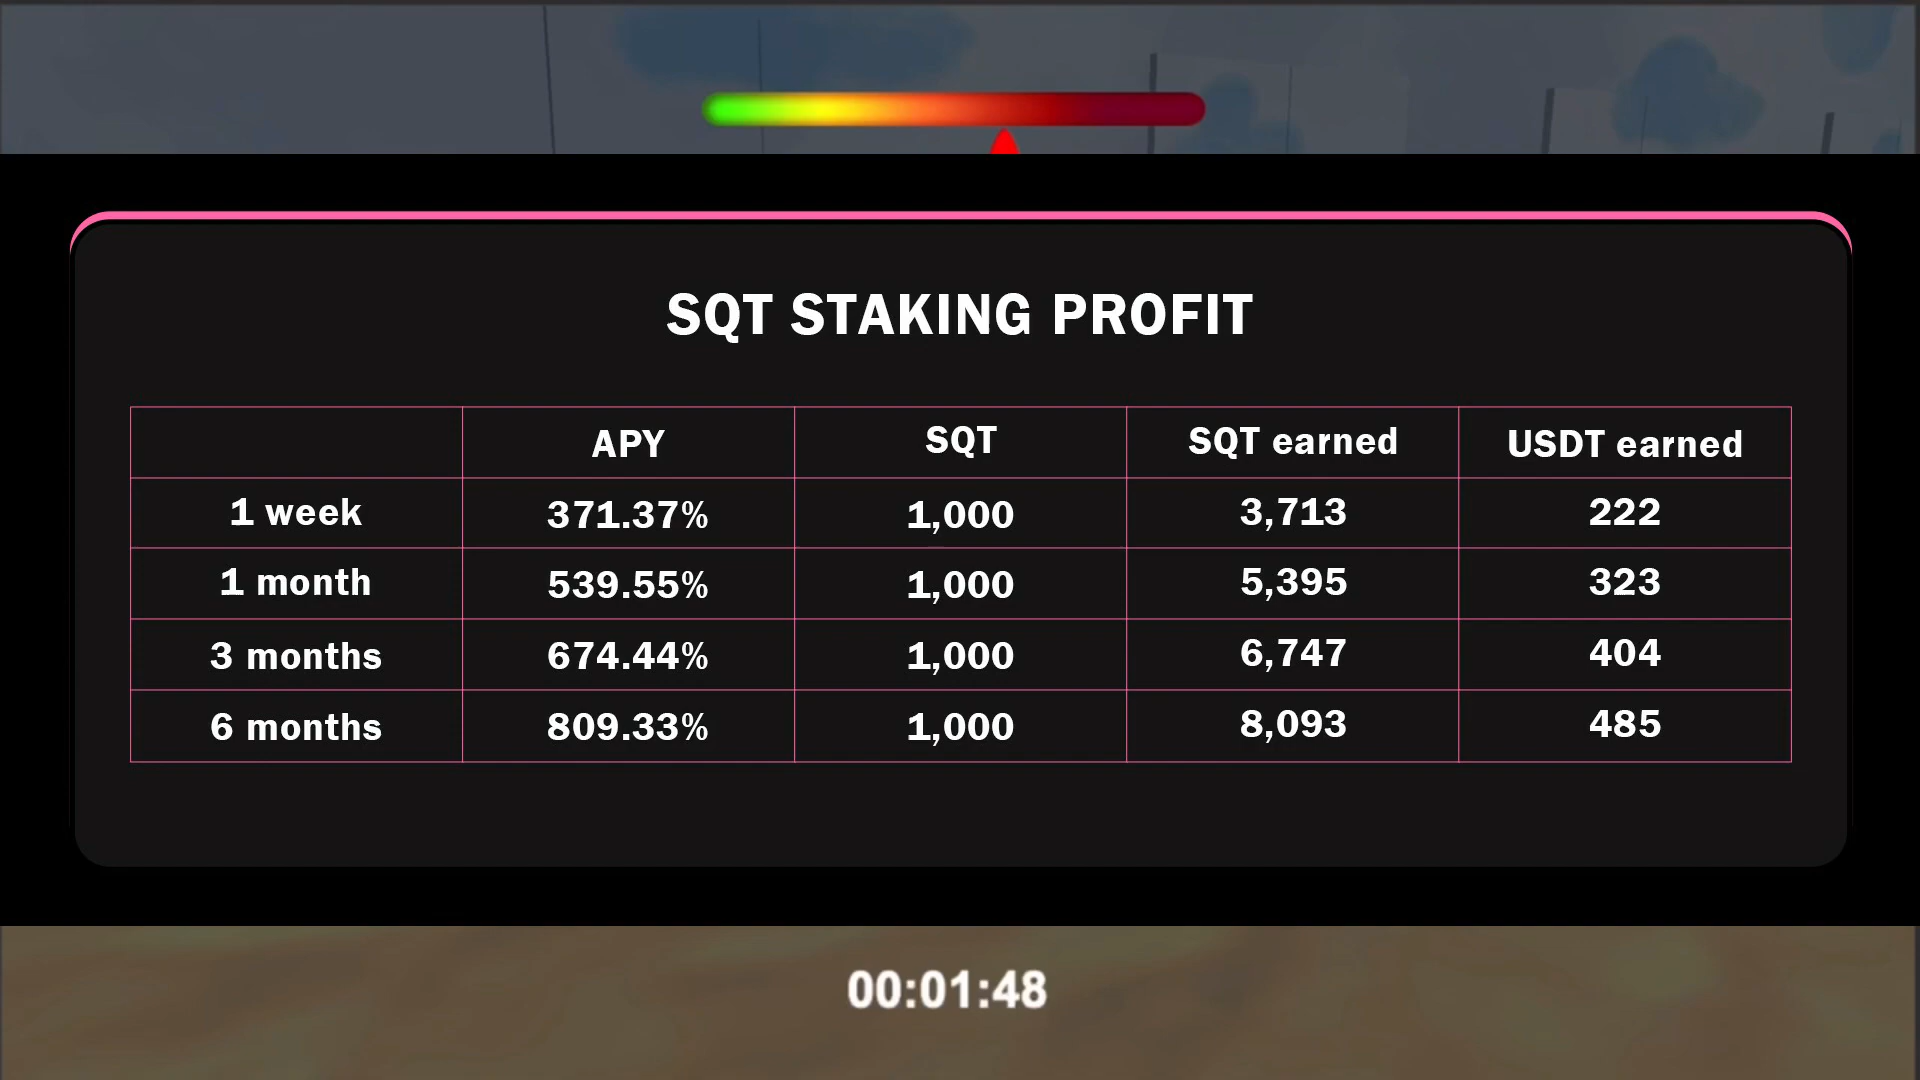 SQT STAKING PROFIT
APY SQT SQT earned USDT earned
1 week 371.37% 1,000 3,713 222
1 month 539.55% 1,000 5,395 323
3 months 674.44% 1,000 6,747 404
6 months 809.33% 1,000 8,093 485
00:01:48